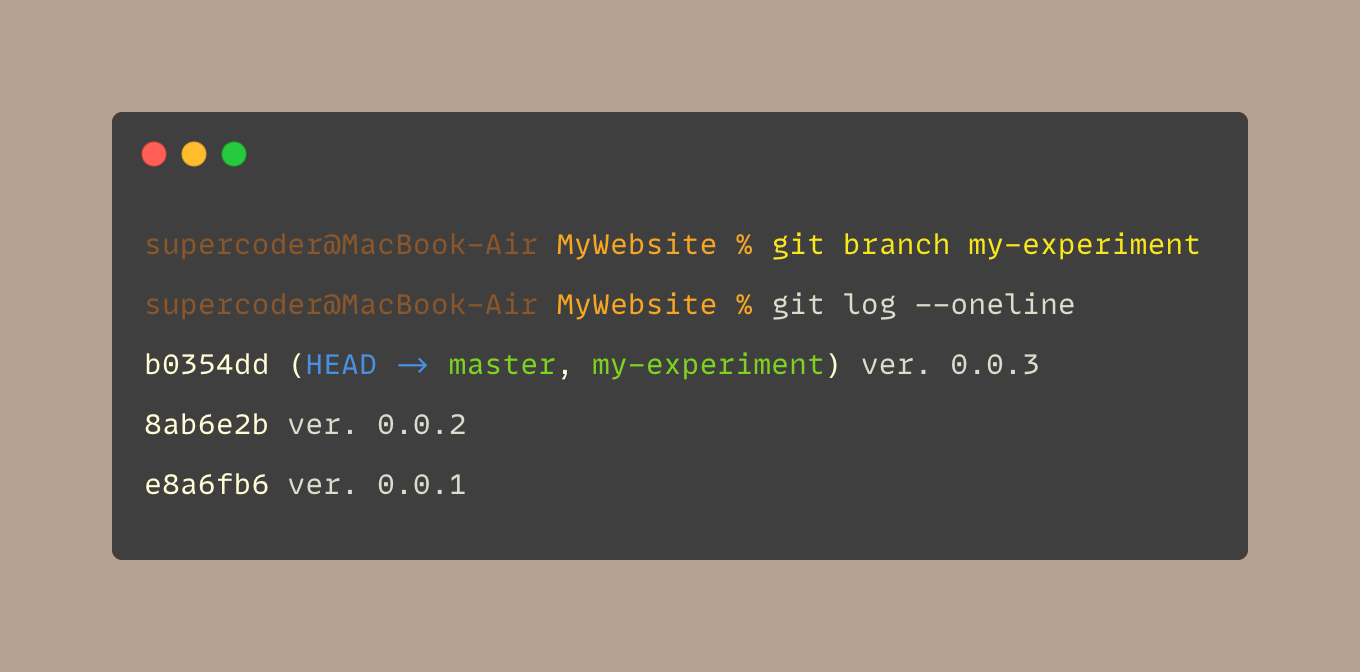 supercoder@MacBook-Air MyWebsite % git branch my-experiment
supercoder@MacBook-Air MyWebsite % git log --oneline
b0354dd (HEAD -> master, my-experiment) ver. 0.0.3
8ab6e2b ver. 0.0.2
e8a6fb6 ver. 0.0.1